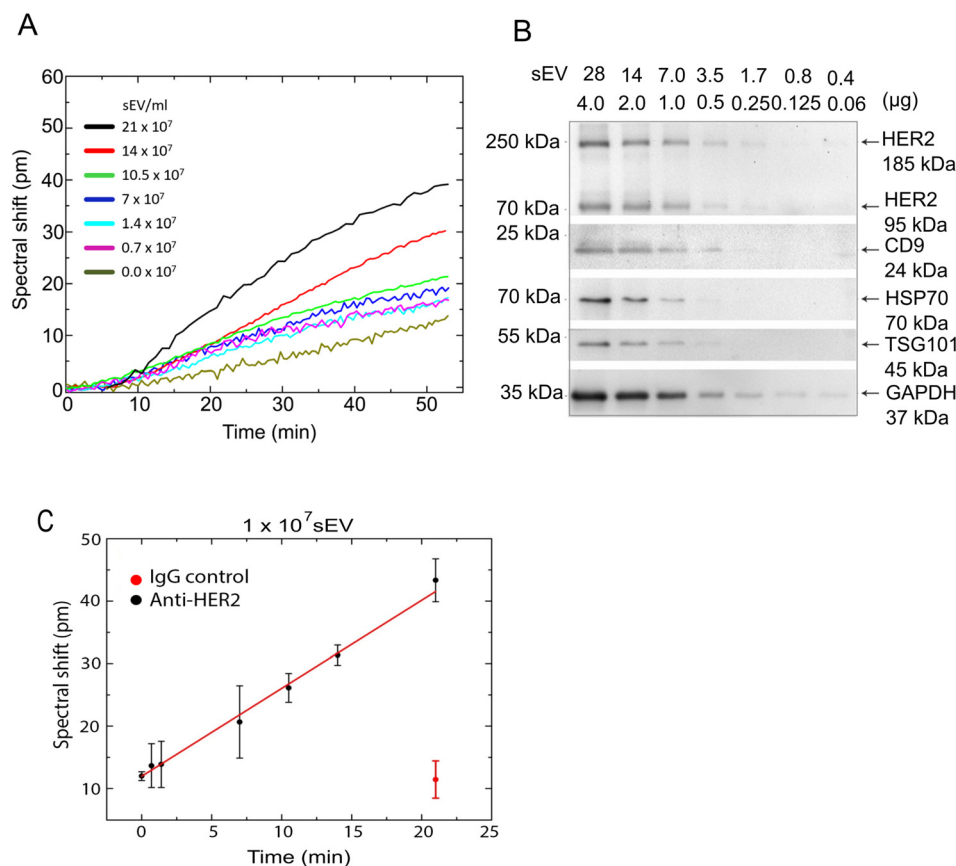 A
60
50
40
30
20
10
0
0
10
20
30
40
50
Spectral shift (pm)
Time (min)
sEV/ml
21 x 10⁷
14 x 10⁷
10.5 x 10⁷
7 x 10⁷
1.4 x 10⁷
0.7 x 10⁷
0.0 x 10⁷
B
sEV 28 14 7.0 3.5 1.7 0.8 0.4
4.0 2.0 1.0 0.5 0.25 0.125 0.06 (µg)
250 kDa
HER2
185 kDa
70 kDa
HER2
95 kDa
25 kDa
CD9
24 kDa
70 kDa
HSP70
70 kDa
55 kDa
TSG101
45 kDa
35 kDa
GAPDH
37 kDa
C
1 x 10⁷sEV
50
40
30
20
10
0
5
10
15
20
25
Spectral shift (pm)
Time (min)
IgG control
Anti-HER2